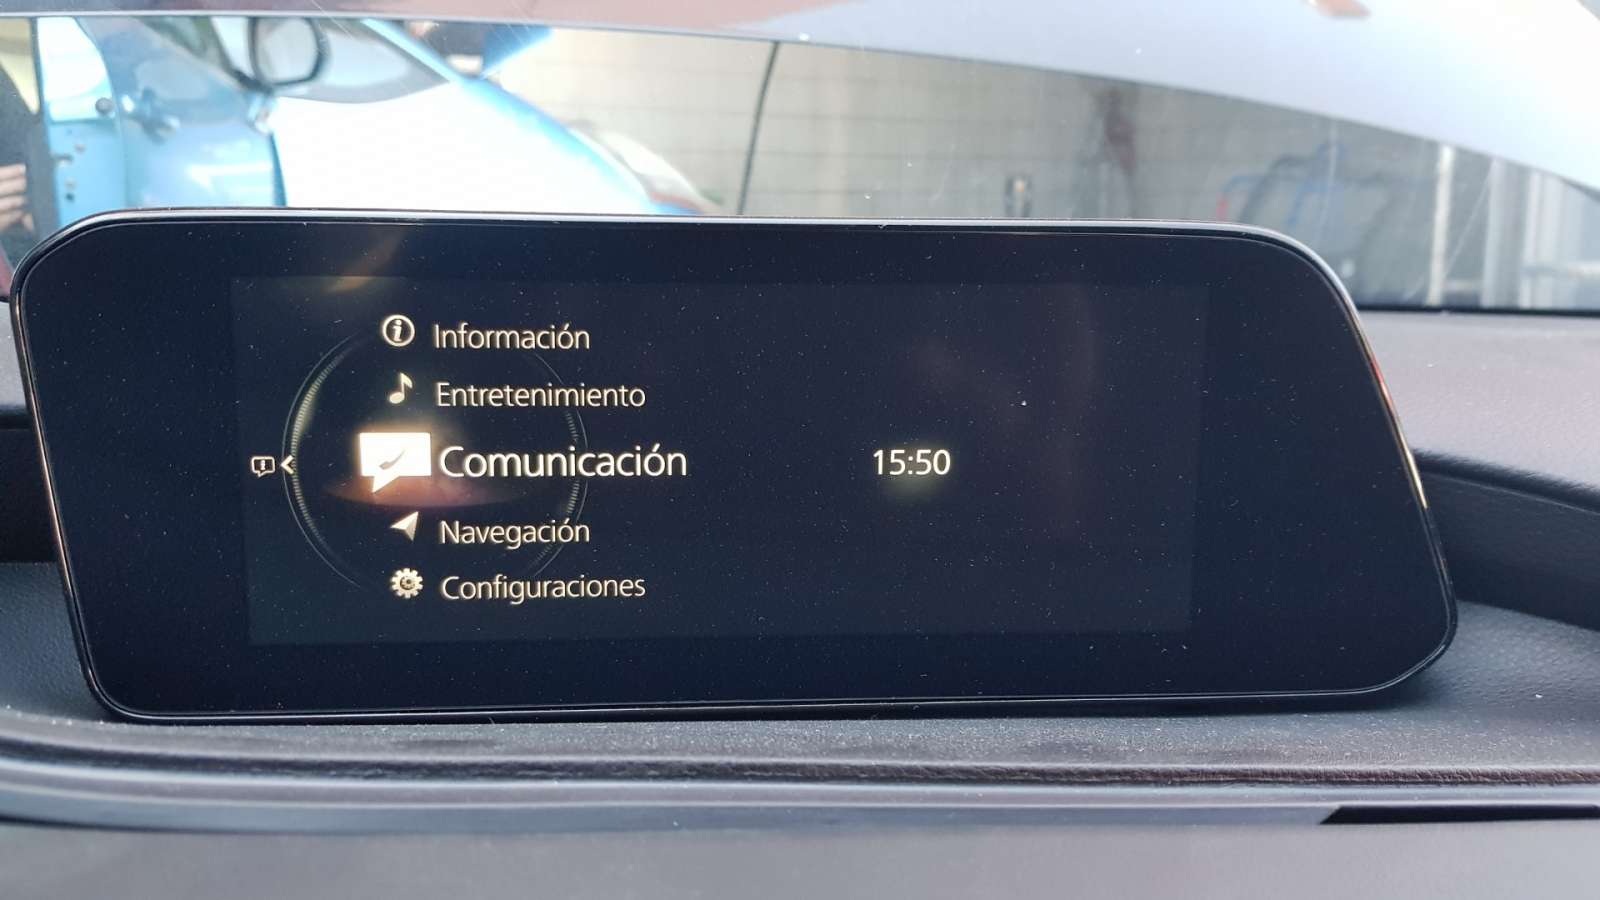 Información
Entretenimiento
Comunicación
15:50
Navegación
Configuraciones